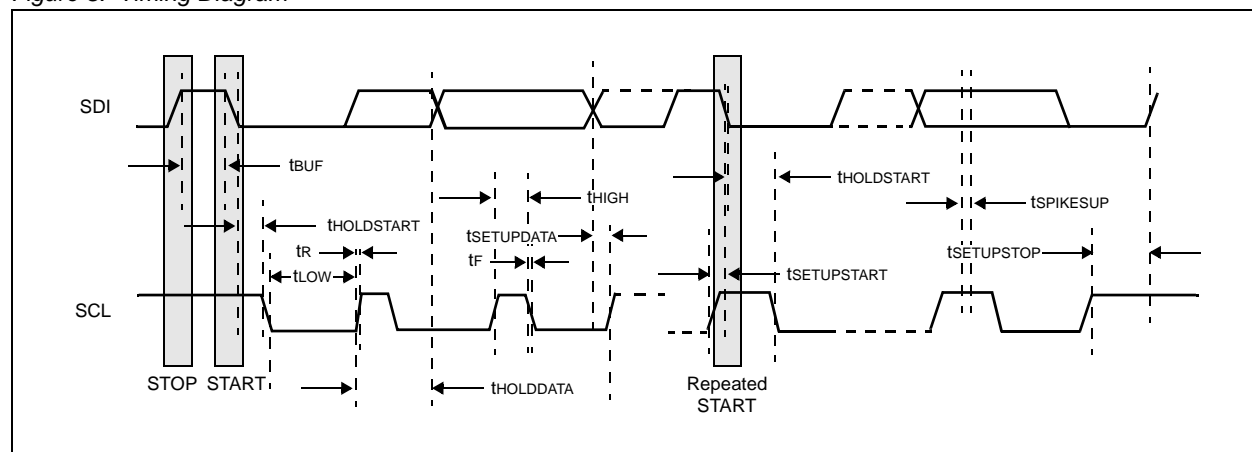 Figure 3. Timing Diagram
SDI
tBUF
tHOLDSTART
tHIGH
tHOLDSTART
tSPIKESUP
tR
tSETUPDATA
tSETUPSTOP
tLOW
tF
tSETUPSTART
SCL
STOP START
tHOLDDATA
Repeated
START